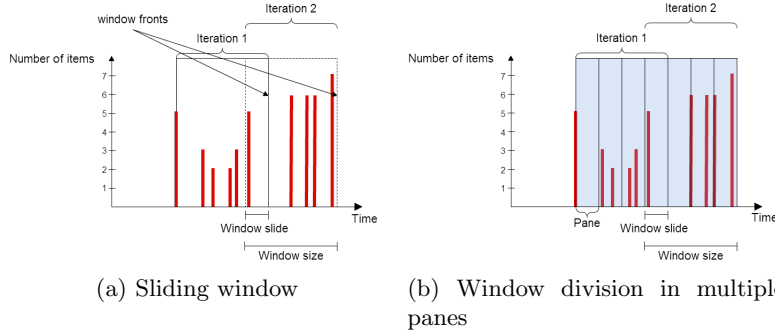 window fronts
Iteration 2
Iteration 1
Number of items
7
6
5
4
3
2
1
Time
Window slide
Window size
(a) Sliding window
Iteration 2
Iteration 1
Number of items
7
6
5
4
3
2
1
Time
Pane
Window slide
Window size
(b) Window division in multiple
panes